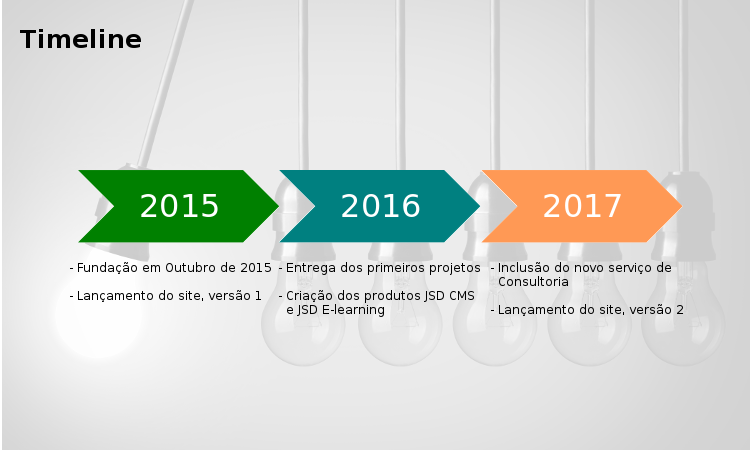 Timeline
2015
2016
2017
- Fundação em Outubro de 2015
- Lançamento do site, versão 1
- Entrega dos primeiros projetos
- Criação dos produtos JSD CMS
e JSD E-learning
- Inclusão do novo serviço de
Consultoria
- Lançamento do site, versão 2